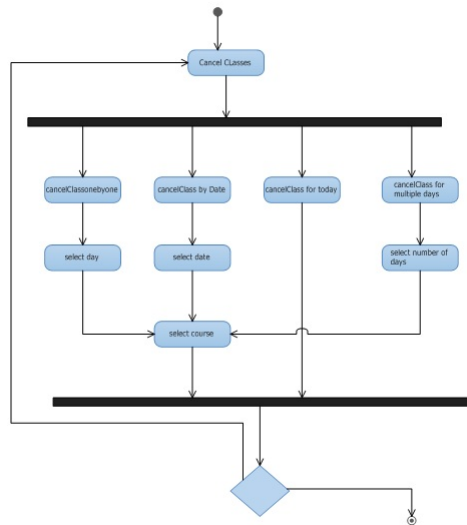 Cancel CLasses
cancelClassonebyone
cancelClass by Date
cancelClass for today
cancelClass for
multiple days
select day
select date
select number of
days
select course